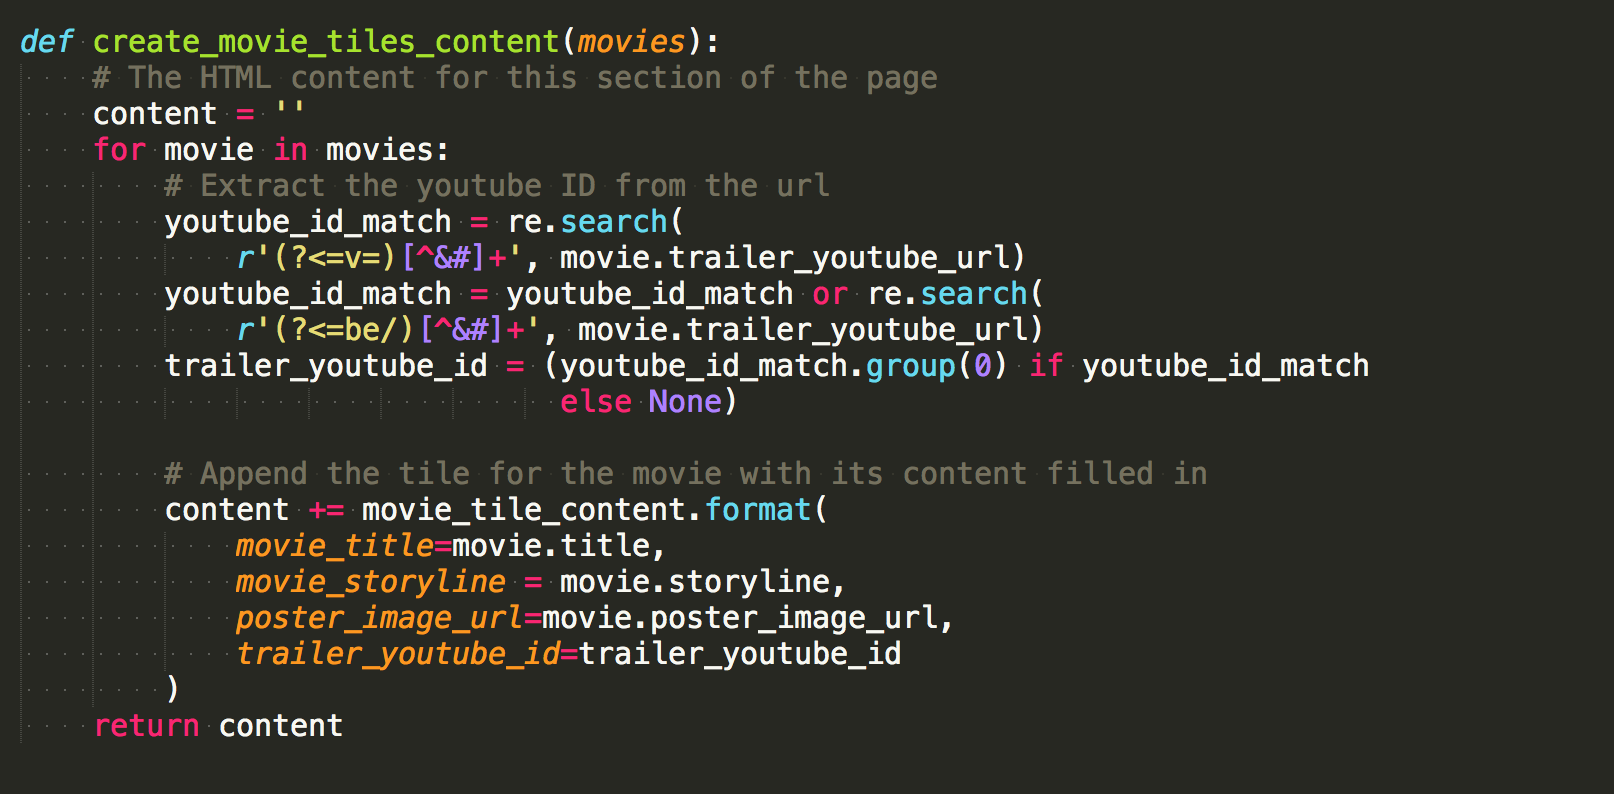 def create_movie_tiles_content(movies):
    # The HTML content for this section of the page
    content = ''
    for movie in movies:
        # Extract the youtube ID from the url
        youtube_id_match = re.search(
            r'(?<=v=)[^&#]+', movie.trailer_youtube_url)
        youtube_id_match = youtube_id_match or re.search(
            r'(?<=be/)[^&#]+', movie.trailer_youtube_url)
        trailer_youtube_id = (youtube_id_match.group(0) if youtube_id_match
                              else None)

        # Append the tile for the movie with its content filled in
        content += movie_tile_content.format(
            movie_title=movie.title,
            movie_storyline = movie.storyline,
            poster_image_url=movie.poster_image_url,
            trailer_youtube_id=trailer_youtube_id
        )
    return content